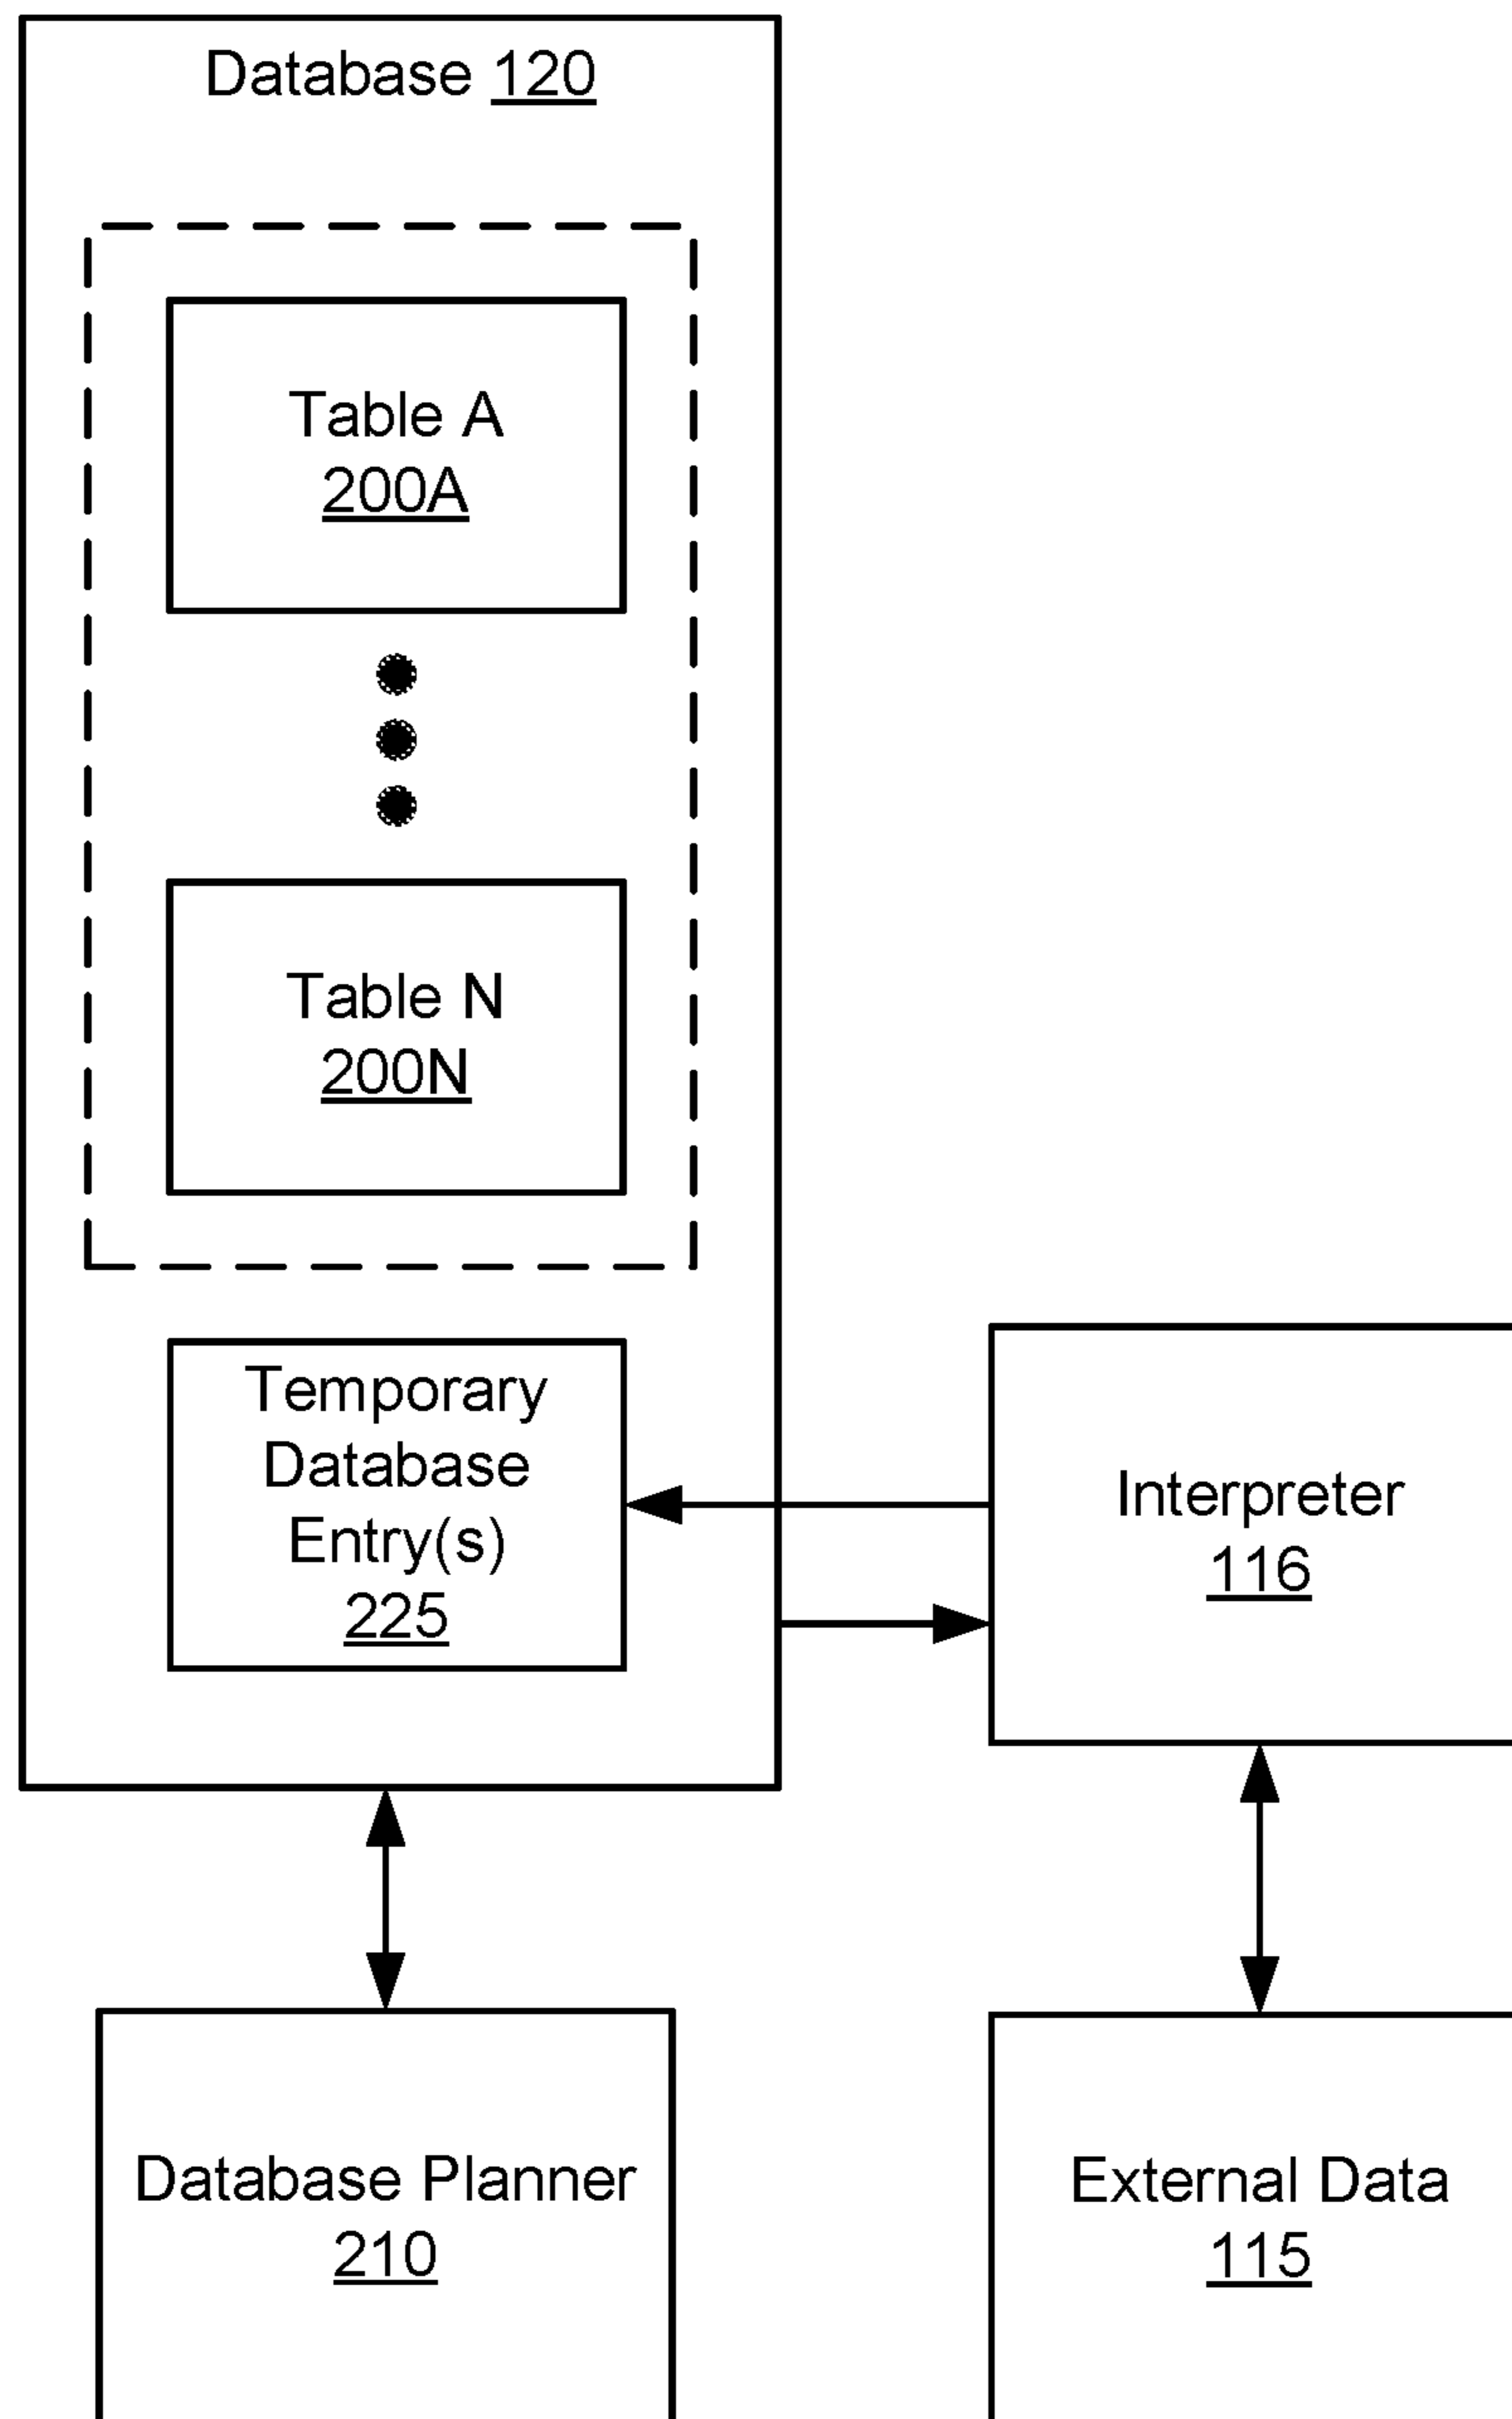 Database 120
Table A
200A
Table N
200N
Temporary
Database
Entry(s)
225
Interpreter
116
Database Planner
210
External Data
115